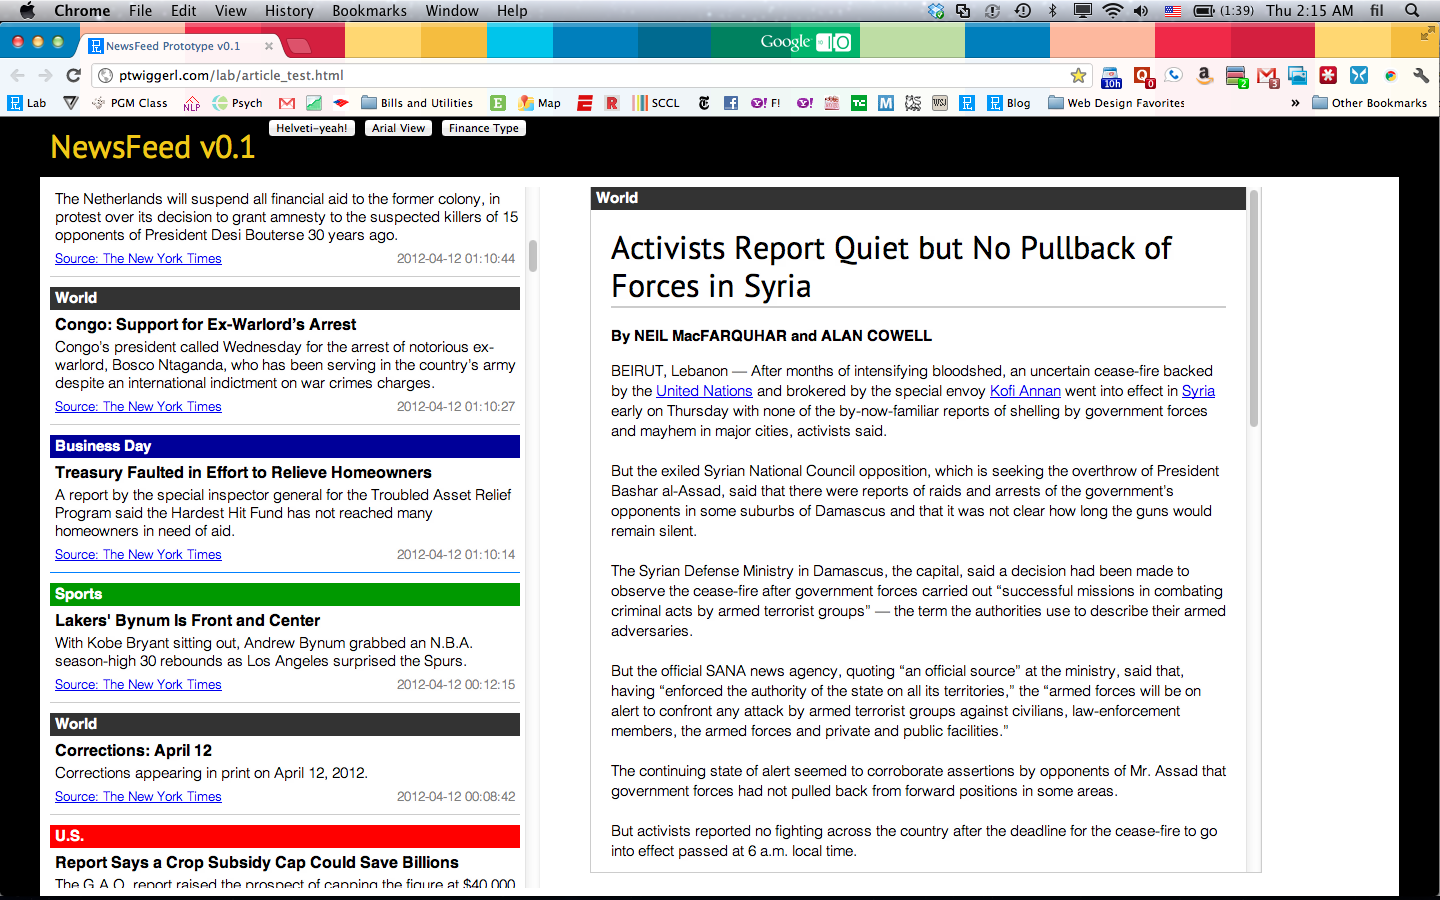 Chrome File Edit View History Bookmarks Window Help (1:39) Thu 2:15 AM fil
NewsFeed Prototype v0.1 Google IO
ptwiggerl.com/lab/article_test.html 10h 0 2 3
Lab PGM Class NLP Psych Bills and Utilities E Map E R SCCL F! TC M WSJ Blog Web Design Favorites » Other Bookmarks
Helveti-yeah! Arial View Finance Type
NewsFeed v0.1
The Netherlands will suspend all financial aid to the former colony, in
protest over its decision to grant amnesty to the suspected killers of 15
opponents of President Desi Bouterse 30 years ago.
Source: The New York Times 2012-04-12 01:10:44
World
Congo: Support for Ex-Warlord’s Arrest
Congo’s president called Wednesday for the arrest of notorious ex-
warlord, Bosco Ntaganda, who has been serving in the country’s army
despite an international indictment on war crimes charges.
Source: The New York Times 2012-04-12 01:10:27
Business Day
Treasury Faulted in Effort to Relieve Homeowners
A report by the special inspector general for the Troubled Asset Relief
Program said the Hardest Hit Fund has not reached many
homeowners in need of aid.
Source: The New York Times 2012-04-12 01:10:14
Sports
Lakers' Bynum Is Front and Center
With Kobe Bryant sitting out, Andrew Bynum grabbed an N.B.A.
season-high 30 rebounds as Los Angeles surprised the Spurs.
Source: The New York Times 2012-04-12 00:12:15
World
Corrections: April 12
Corrections appearing in print on April 12, 2012.
Source: The New York Times 2012-04-12 00:08:42
U.S.
Report Says a Crop Subsidy Cap Could Save Billions
The G.A.O. report raised the prospect of capping the figure at $40,000
World
Activists Report Quiet but No Pullback of
Forces in Syria
By NEIL MacFARQUHAR and ALAN COWELL
BEIRUT, Lebanon — After months of intensifying bloodshed, an uncertain cease-fire backed
by the United Nations and brokered by the special envoy Kofi Annan went into effect in Syria
early on Thursday with none of the by-now-familiar reports of shelling by government forces
and mayhem in major cities, activists said.
But the exiled Syrian National Council opposition, which is seeking the overthrow of President
Bashar al-Assad, said that there were reports of raids and arrests of the government’s
opponents in some suburbs of Damascus and that it was not clear how long the guns would
remain silent.
The Syrian Defense Ministry in Damascus, the capital, said a decision had been made to
observe the cease-fire after government forces carried out “successful missions in combating
criminal acts by armed terrorist groups” — the term the authorities use to describe their armed
adversaries.
But the official SANA news agency, quoting “an official source” at the ministry, said that,
having “enforced the authority of the state on all its territories,” the “armed forces will be on
alert to confront any attack by armed terrorist groups against civilians, law-enforcement
members, the armed forces and private and public facilities.”
The continuing state of alert seemed to corroborate assertions by opponents of Mr. Assad that
government forces had not pulled back from forward positions in some areas.
But activists reported no fighting across the country after the deadline for the cease-fire to go
into effect passed at 6 a.m. local time.